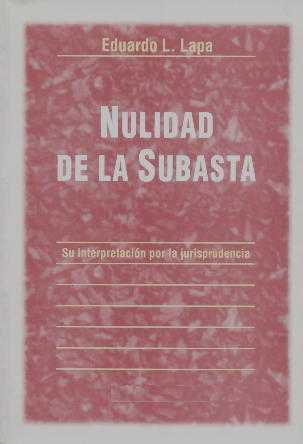 Eduardo L. Lapa
NULIDAD
DE LA SUBASTA
Su interpretación por la jurisprudencia